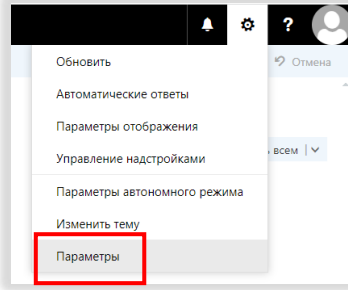 ?
Обновить
Отмена
Автоматические ответы
Параметры отображения
всем
Управление надстройками
Параметры автономного режима
Изменить тему
Параметры